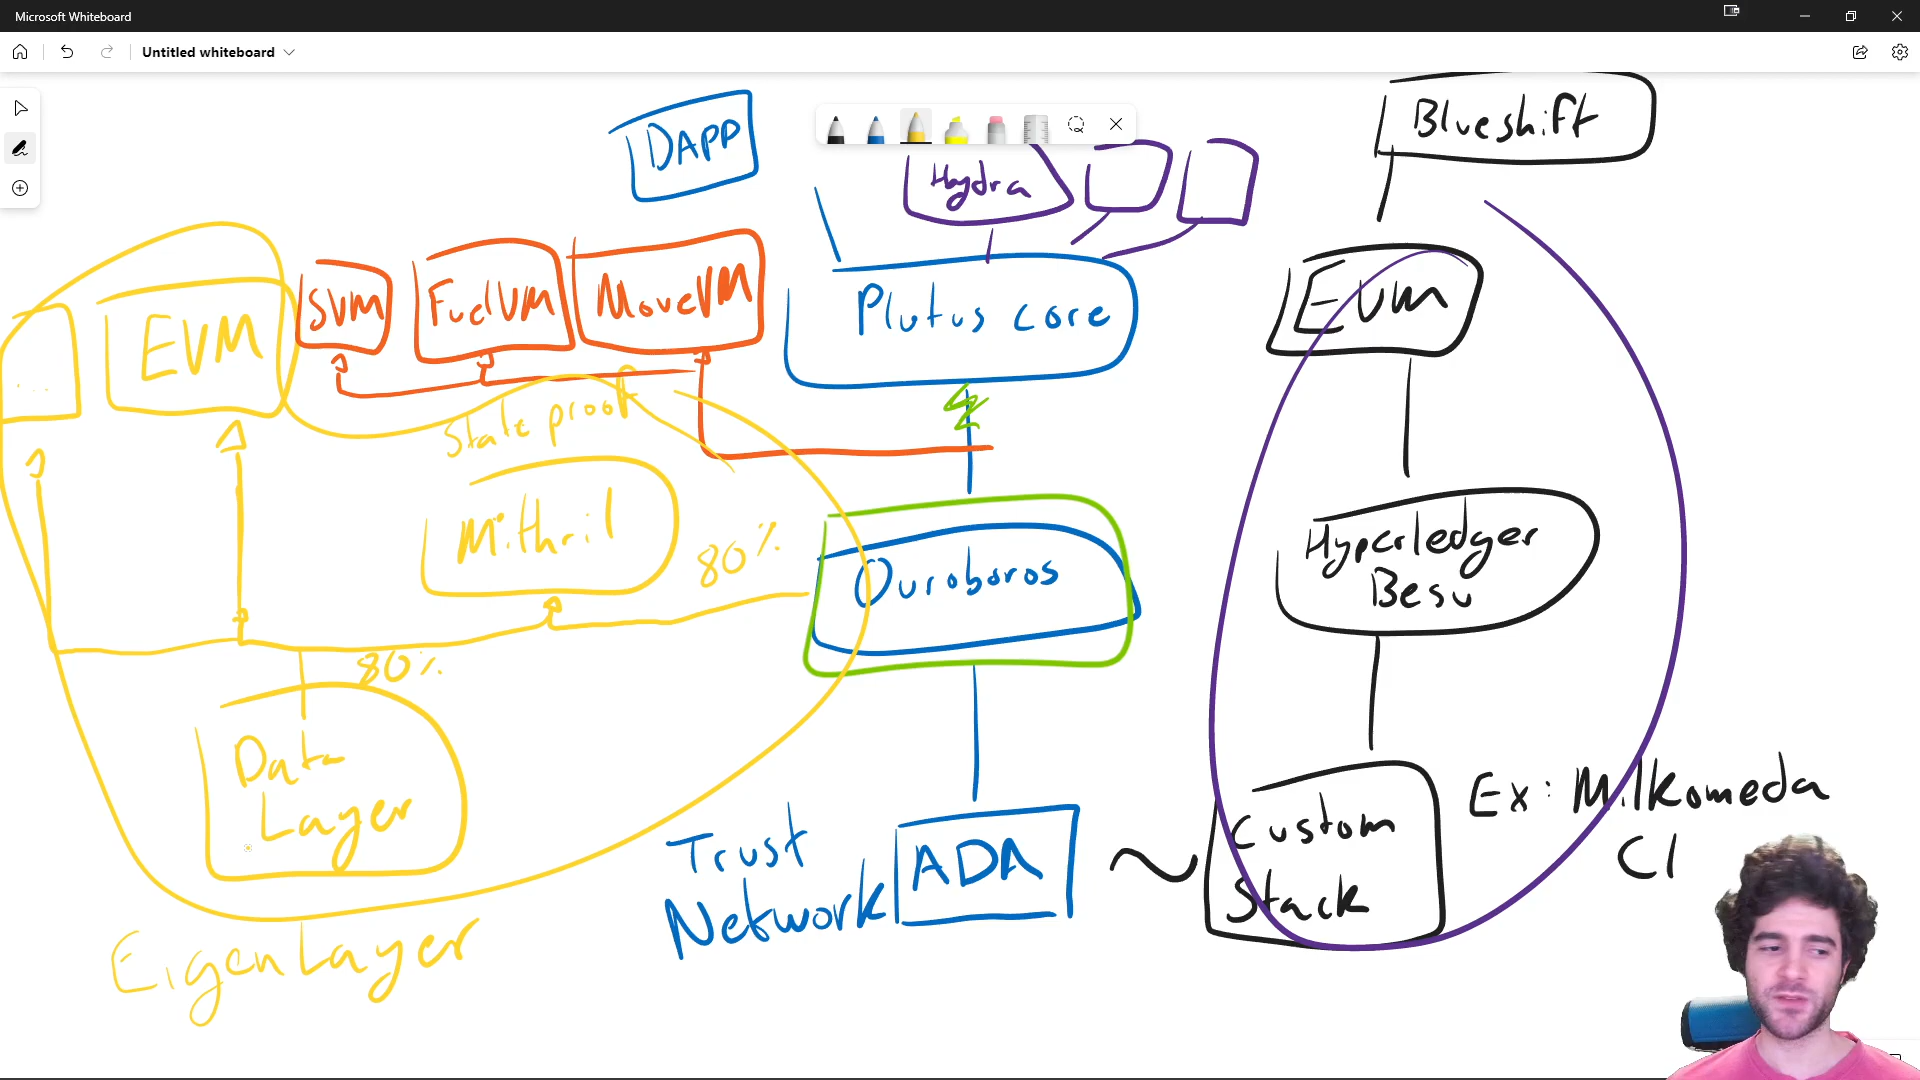 Microsoft Whiteboard
Untitled whiteboard
Blueshift
DAPP
Hydra
EVM
SVM
FuelVM
MoveVM
Plutus core
EVM
...
State proof
Mithril
80%
Ouroboros
Hyperledger
Besu
80%
Data
Layer
Trust
Network
ADA
~
Custom
Stack
Ex: Milkomeda
C1
EigenLayer